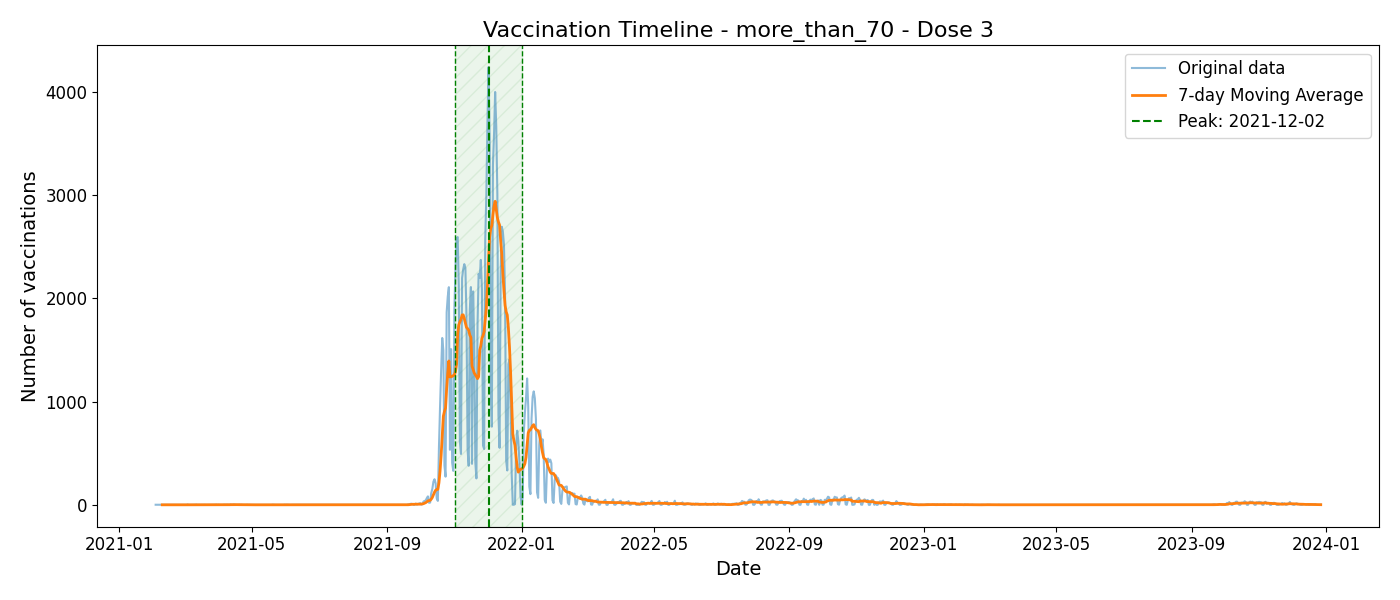 Vaccination Timeline - more_than_70 - Dose 3
Original data
7-day Moving Average
Peak: 2021-12-02
Number of vaccinations
4000
3000
2000
1000
0
2021-01
2021-05
2021-09
2022-01
2022-05
2022-09
2023-01
2023-05
2023-09
2024-01
Date